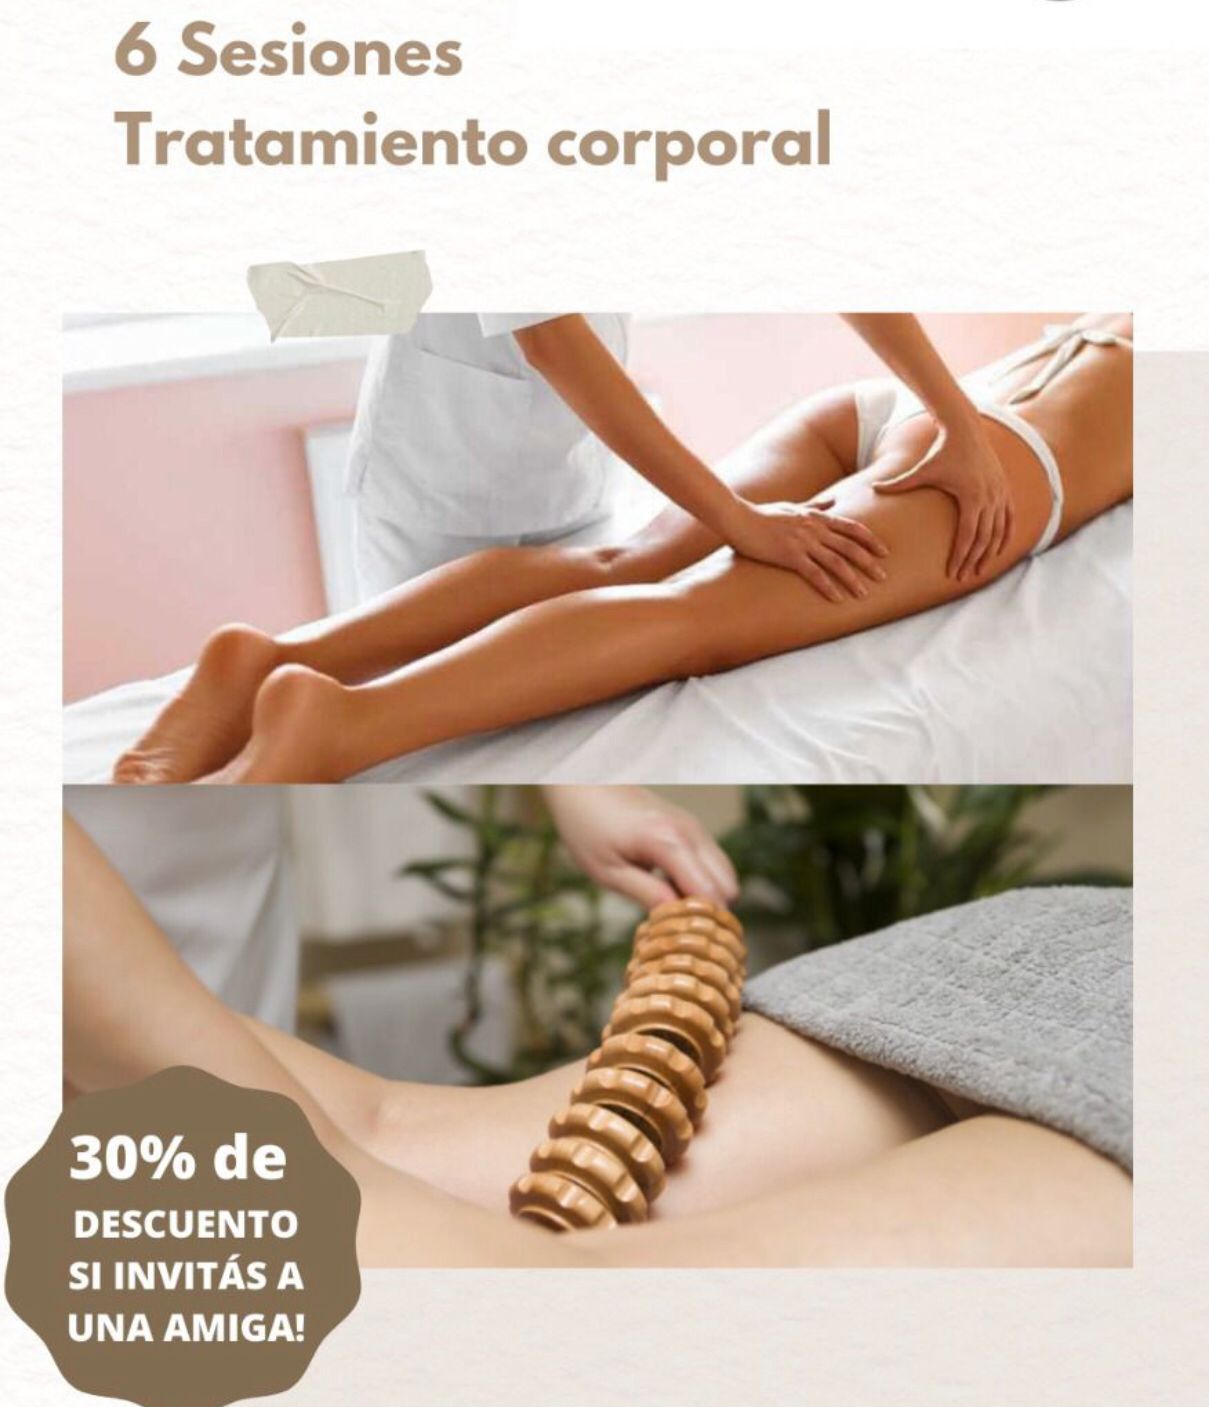 6 Sesiones
Tratamiento corporal
30% de
DESCUENTO
SI INVITÁS A
UNA AMIGA!